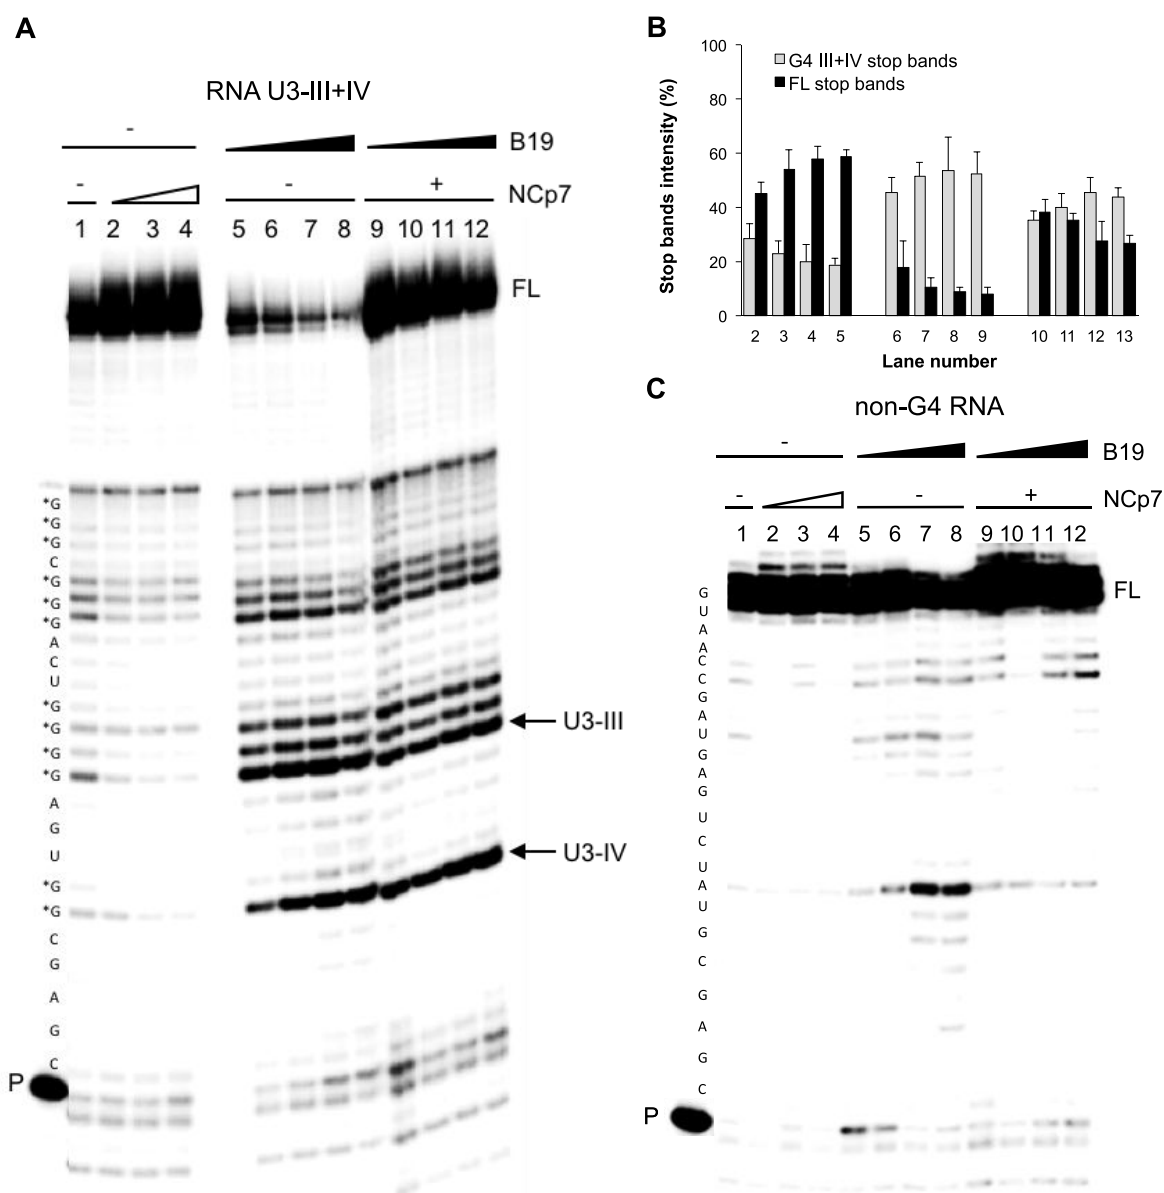 A
RNA U3-III+IV
-
B19
- - +
NCp7
1 2 3 4 5 6 7 8 9 10 11 12
FL
*G
*G
*G
C
*G
*G
*G
A
C
U
*G
*G
*G
*G
A
G
U
*G
*G
C
G
A
G
C
P
U3-III
U3-IV
B
Stop bands intensity (%)
100
80
60
40
20
0
G4 III+IV stop bands
FL stop bands
2 3 4 5 6 7 8 9 10 11 12 13
Lane number
C
non-G4 RNA
-
B19
- - +
NCp7
1 2 3 4 5 6 7 8 9 10 11 12
FL
G
U
A
A
C
C
G
A
U
G
A
G
U
C
U
A
U
G
C
G
A
G
C
P